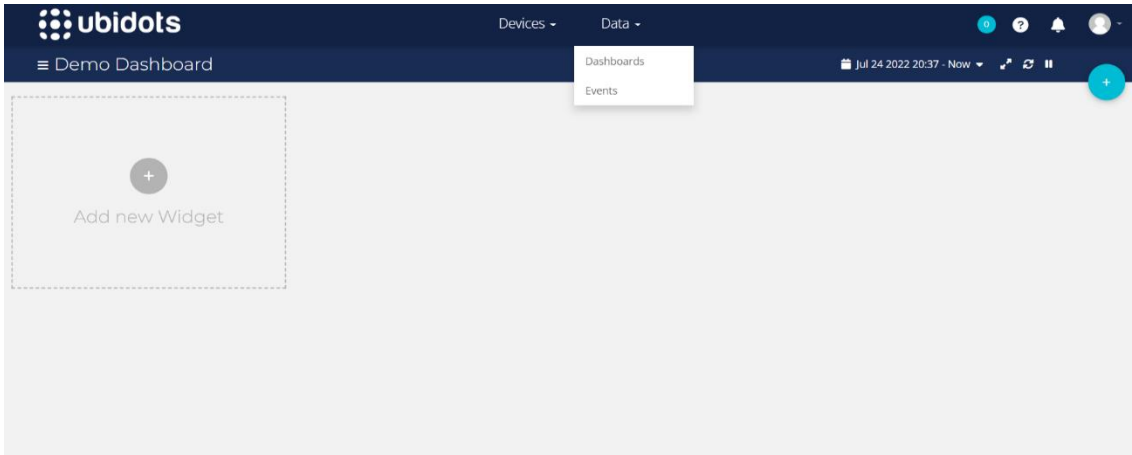 ubidots
Devices
Data
0
?
Demo Dashboard
Dashboards
Events
Jul 24 2022 20:37 - Now
+
+
Add new Widget